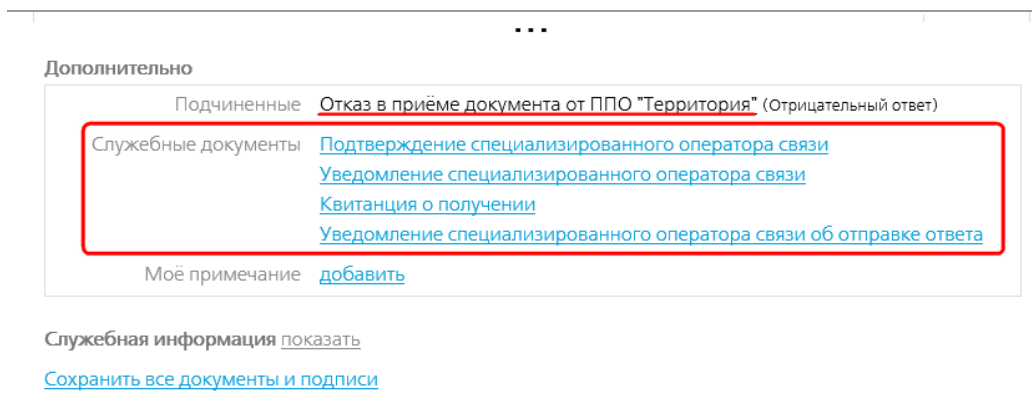 ...
Дополнительно
Подчиненные Отказ в приёме документа от ППО "Территория" (Отрицательный ответ)
Служебные документы Подтверждение специализированного оператора связи
Уведомление специализированного оператора связи
Квитанция о получении
Уведомление специализированного оператора связи об отправке ответа
Моё примечание добавить
Служебная информация показать
Сохранить все документы и подписи